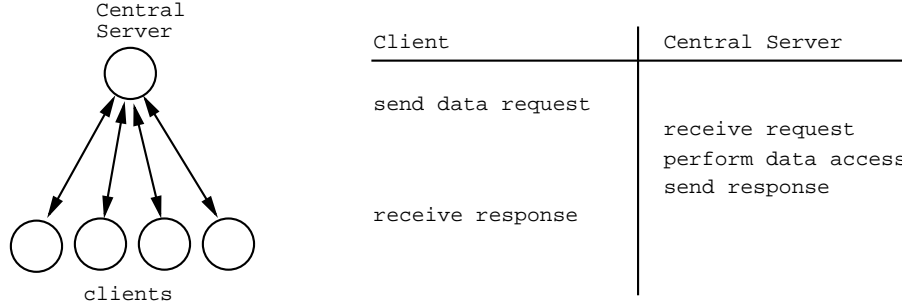 Central
Server
clients
Client
Central Server
send data request
receive request
perform data access
send response
receive response